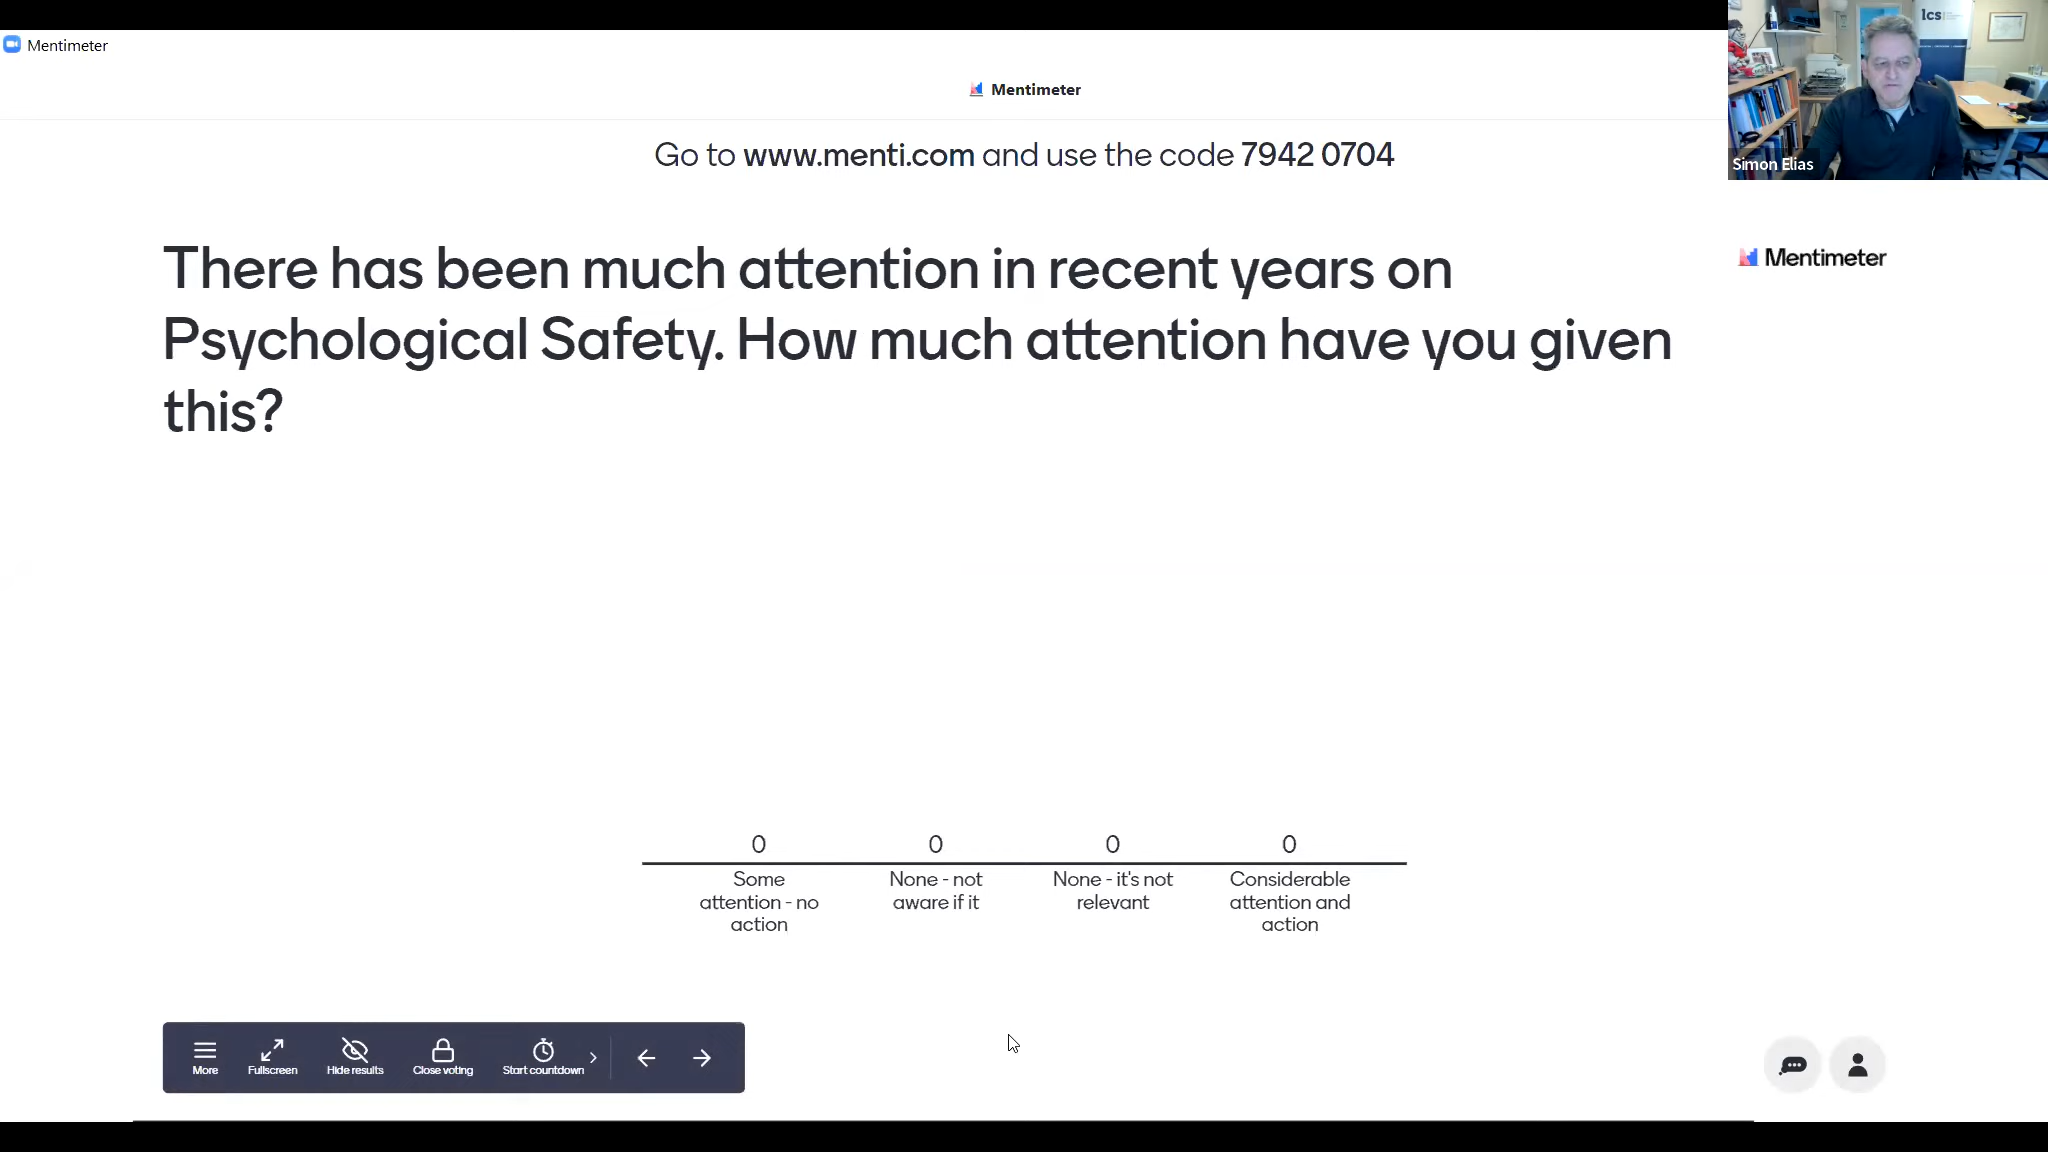 Mentimeter
Mentimeter
lcs
Simon Elias
Go to www.menti.com and use the code 7942 0704
Mentimeter
There has been much attention in recent years on
Psychological Safety. How much attention have you given
this?
0
0
0
0
Some
attention - no
action
None - not
aware if it
None - it's not
relevant
Considerable
attention and
action
More
Fullscreen
Hide results
Close voting
Start countdown